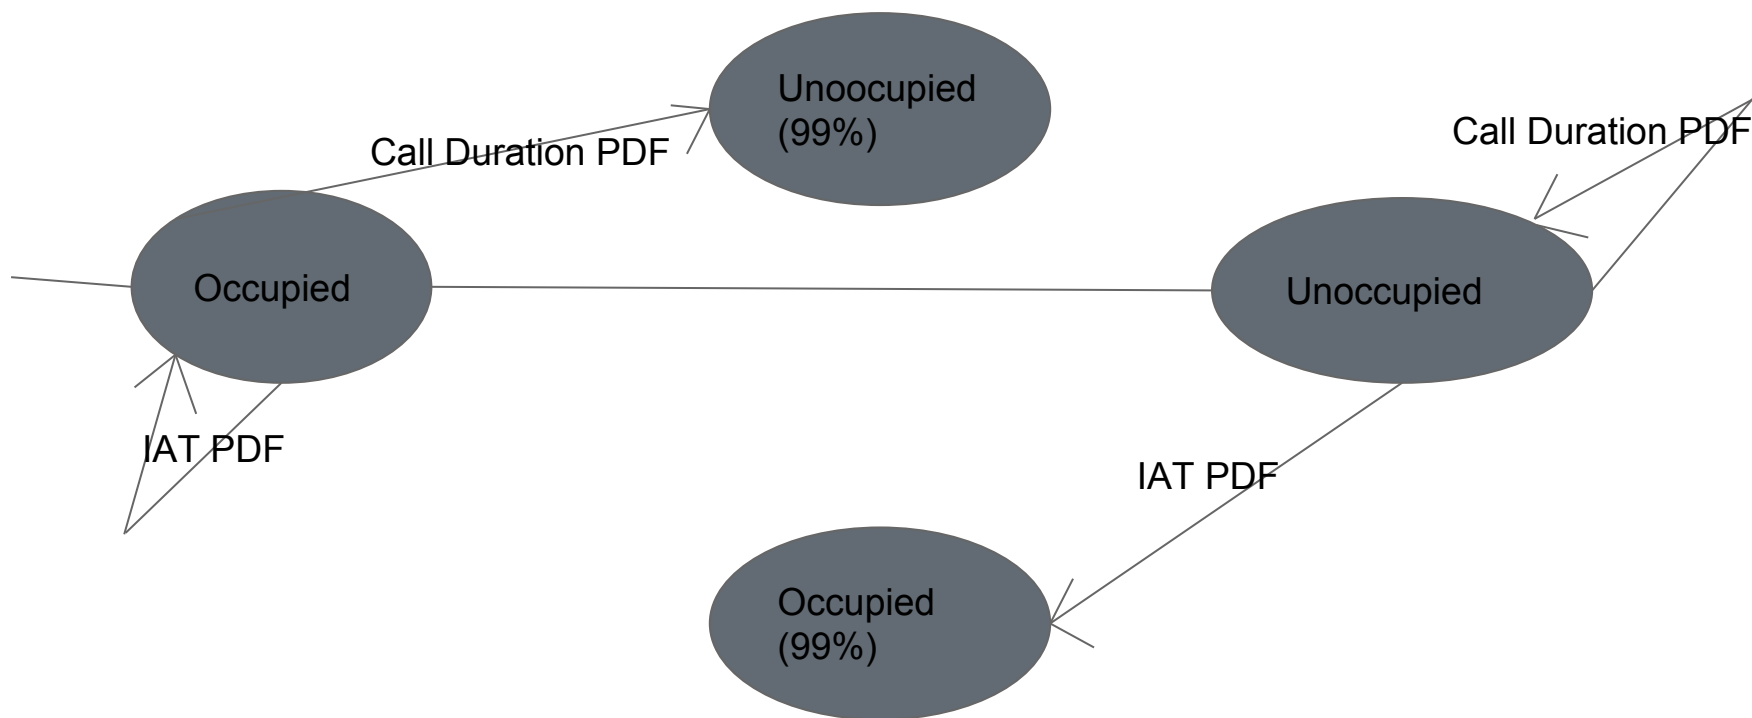 Unoocupied
(99%)
Call Duration PDF
Call Duration PDF
Occupied
Unoccupied
IAT PDF
IAT PDF
Occupied
(99%)